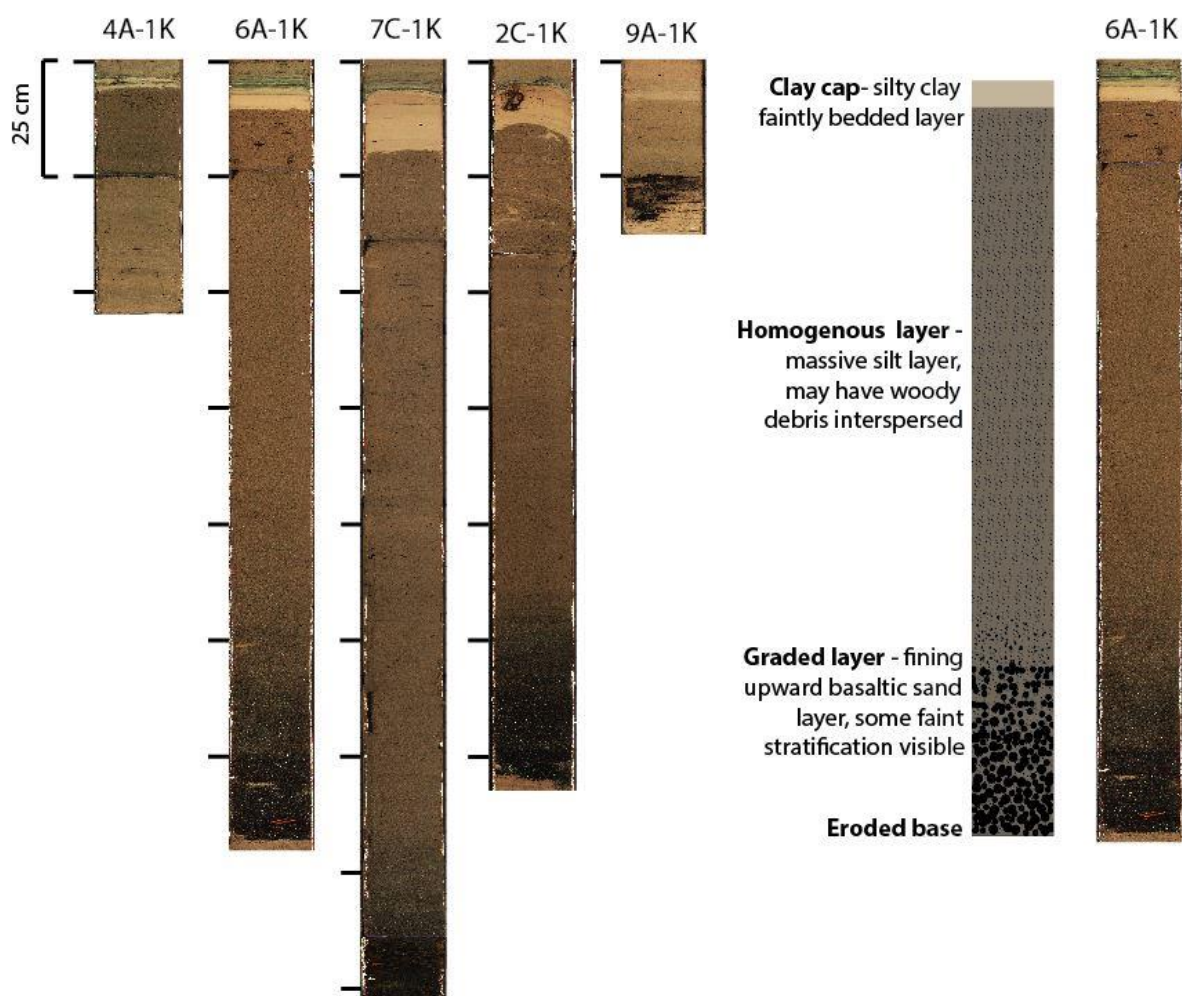 4A-1K
6A-1K
7C-1K
2C-1K
9A-1K
6A-1K
25 cm
Clay cap- silty clay
faintly bedded layer
Homogenous layer -
massive silt layer,
may have woody
debris interspersed
Graded layer - fining
upward basaltic sand
layer, some faint
stratification visible
Eroded base